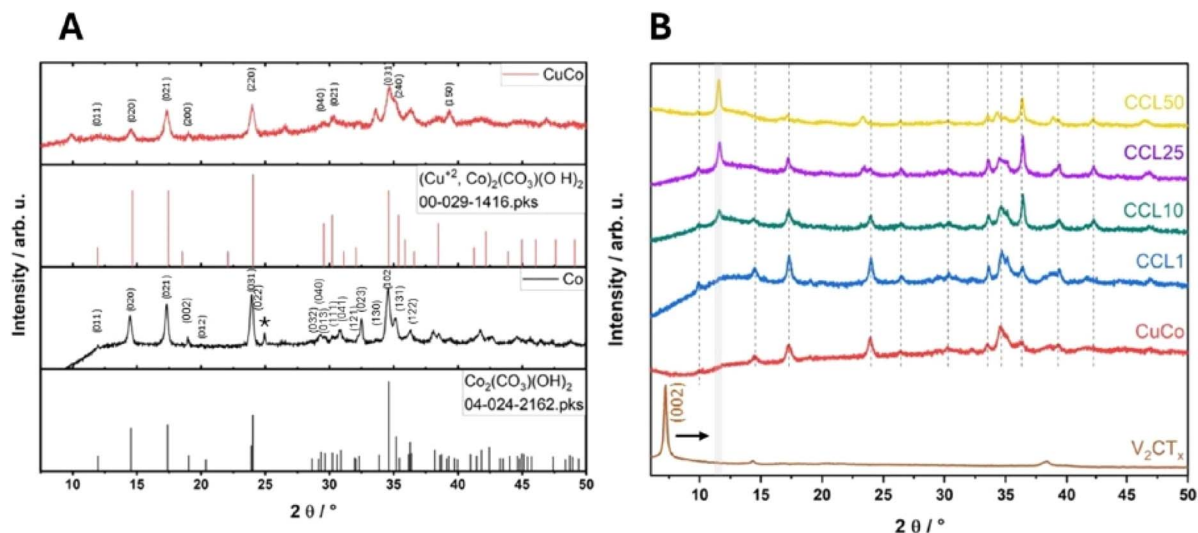 A
B
CuCo
(011)
(020)
(021)
(200)
(220)
(040)
(021)
(031)
(240)
(150)
(Cu⁺², Co)₂(CO₃)(O H)₂
00-029-1416.pks
Co
(011)
(020)
(021)
(002)
(012)
(031)
(022)
*
(032)
(040)
(013)
(111)
(041)
(121)
(023)
(130)
(131)
(122)
Co₂(CO₃)(OH)₂
04-024-2162.pks
Intensity / arb. u.
10 15 20 25 30 35 40 45 50
2 θ / °
CCL50
CCL25
CCL10
CCL1
CuCo
(002)
V₂CTₓ
Intensity / arb. u.
10 15 20 25 30 35 40 45 50
2 θ / °